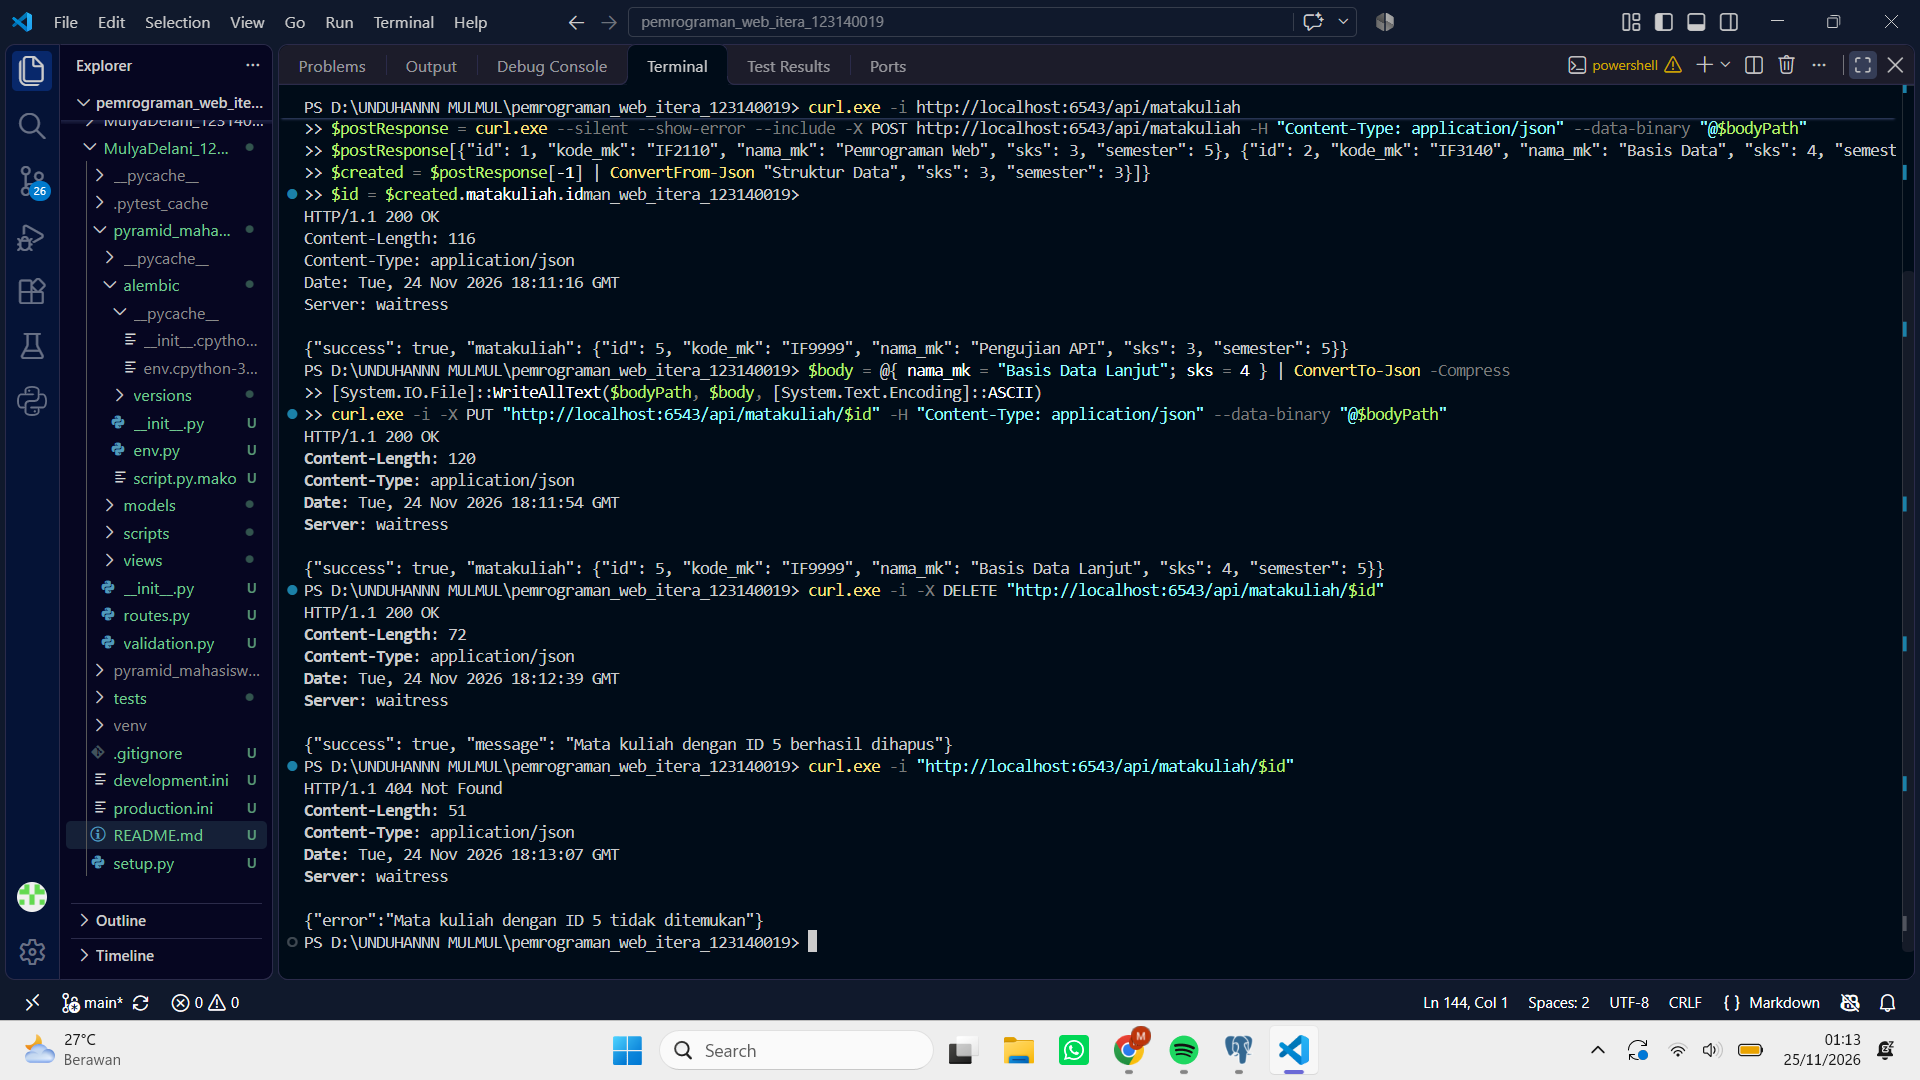 File Edit Selection View Go Run Terminal Help
pemrograman_web_itera_123140019
Explorer
pemrograman_web_ite...
MulyaDelani_12...
__pycache__
.pytest_cache
pyramid_maha...
__pycache__
alembic
__pycache__
__init__.cpytho...
env.cpython-3...
versions
__init__.py U
env.py U
script.py.mako U
models
scripts
views
__init__.py U
routes.py U
validation.py U
pyramid_mahasisw...
tests
venv
.gitignore U
development.ini U
production.ini U
README.md U
setup.py U
Outline
Timeline
26
Problems Output Debug Console Terminal Test Results Ports
powershell
PS D:\UNDUHANNN MULMUL\pemrograman_web_itera_123140019> curl.exe -i http://localhost:6543/api/matakuliah
>> $postResponse = curl.exe --silent --show-error --include -X POST http://localhost:6543/api/matakuliah -H "Content-Type: application/json" --data-binary "@$bodyPath"
>> $postResponse[{"id": 1, "kode_mk": "IF2110", "nama_mk": "Pemrograman Web", "sks": 3, "semester": 5}, {"id": 2, "kode_mk": "IF3140", "nama_mk": "Basis Data", "sks": 4, "semest
>> $created = $postResponse[-1] | ConvertFrom-Json "Struktur Data", "sks": 3, "semester": 3}]}
>> $id = $created.matakuliah.idman_web_itera_123140019>
HTTP/1.1 200 OK
Content-Length: 116
Content-Type: application/json
Date: Tue, 24 Nov 2026 18:11:16 GMT
Server: waitress
{"success": true, "matakuliah": {"id": 5, "kode_mk": "IF9999", "nama_mk": "Pengujian API", "sks": 3, "semester": 5}}
PS D:\UNDUHANNN MULMUL\pemrograman_web_itera_123140019> $body = @{ nama_mk = "Basis Data Lanjut"; sks = 4 } | ConvertTo-Json -Compress
>> [System.IO.File]::WriteAllText($bodyPath, $body, [System.Text.Encoding]::ASCII)
>> curl.exe -i -X PUT "http://localhost:6543/api/matakuliah/$id" -H "Content-Type: application/json" --data-binary "@$bodyPath"
HTTP/1.1 200 OK
Content-Length: 120
Content-Type: application/json
Date: Tue, 24 Nov 2026 18:11:54 GMT
Server: waitress
{"success": true, "matakuliah": {"id": 5, "kode_mk": "IF9999", "nama_mk": "Basis Data Lanjut", "sks": 4, "semester": 5}}
PS D:\UNDUHANNN MULMUL\pemrograman_web_itera_123140019> curl.exe -i -X DELETE "http://localhost:6543/api/matakuliah/$id"
HTTP/1.1 200 OK
Content-Length: 72
Content-Type: application/json
Date: Tue, 24 Nov 2026 18:12:39 GMT
Server: waitress
{"success": true, "message": "Mata kuliah dengan ID 5 berhasil dihapus"}
PS D:\UNDUHANNN MULMUL\pemrograman_web_itera_123140019> curl.exe -i "http://localhost:6543/api/matakuliah/$id"
HTTP/1.1 404 Not Found
Content-Length: 51
Content-Type: application/json
Date: Tue, 24 Nov 2026 18:13:07 GMT
Server: waitress
{"error":"Mata kuliah dengan ID 5 tidak ditemukan"}
PS D:\UNDUHANNN MULMUL\pemrograman_web_itera_123140019>
main* 0 0
Ln 144, Col 1 Spaces: 2 UTF-8 CRLF { } Markdown
27°C
Berawan
Search
M
01:13
25/11/2026